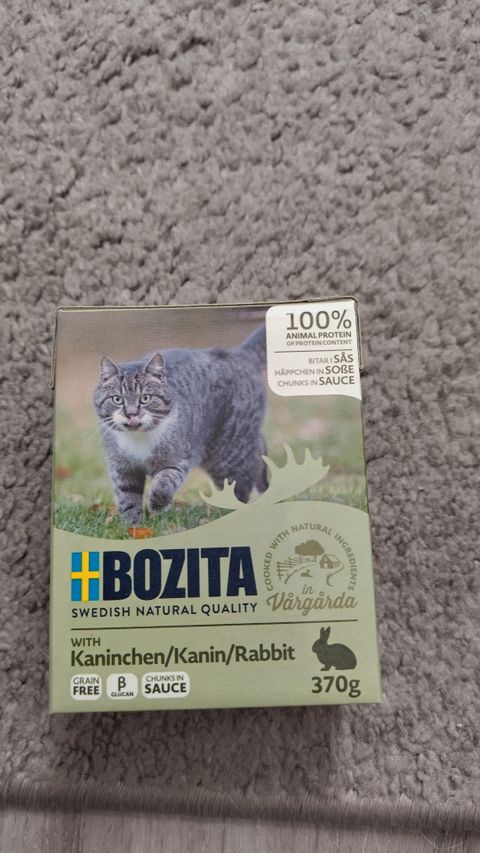 100%
ANIMAL PROTEIN
OF PROTEIN CONTENT
BITAR I SÅS
HÄPPCHEN IN SOßE
CHUNKS IN SAUCE
BOZITA
SWEDISH NATURAL QUALITY
COOKED WITH NATURAL INGREDIENTS
in
Vårgårda
WITH
Kaninchen/Kanin/Rabbit
GRAIN
FREE
β
GLUCAN
CHUNKS IN
SAUCE
370g